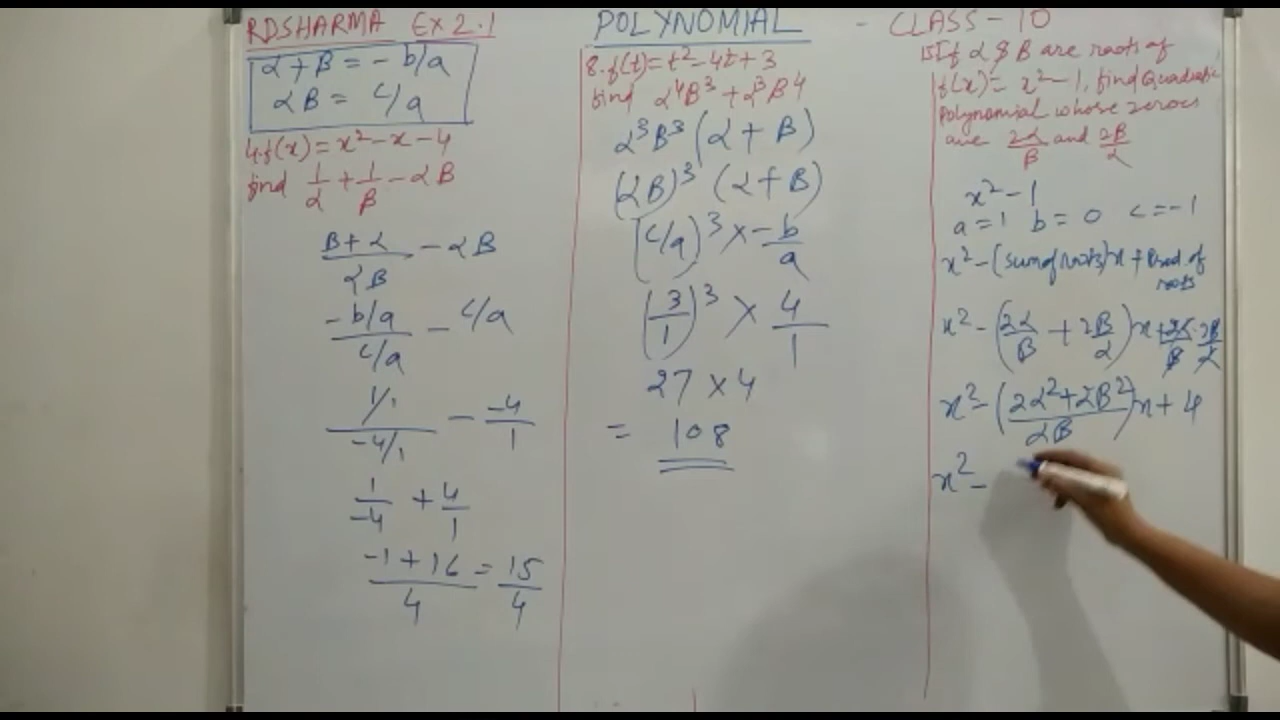 RDSHARMA EX 2.1
POLYNOMIAL - CLASS-10
α+β = -b/a
αβ = c/a
4. f(x) = x²-x-4
find 1/α + 1/β - αβ
β+α/αβ - αβ
-b/a / c/a - c/a
1/1 / -4/1 - -4/1
1/-4 + 4/1
-1+16/4 = 15/4
8. f(t) = t²-4t+3
find α⁴β³ + α³β⁴
α³β³ (α+β)
(αβ)³ (α+β)
(c/a)³ × -b/a
(3/1)³ × 4/1
27 × 4
= 108
15 If α & β are roots of
f(x) = x²-1, find Quadratic
Polynomial whose zeroes
are 2α/β and 2β/α
x²-1
a=1 b=0 c=-1
x²-(sum of roots)x + Prod of
roots
x²-(2α/β + 2β/α)x + 2α/β · 2β/α
x²-(2α²+2β²/αβ)x + 4
x²-